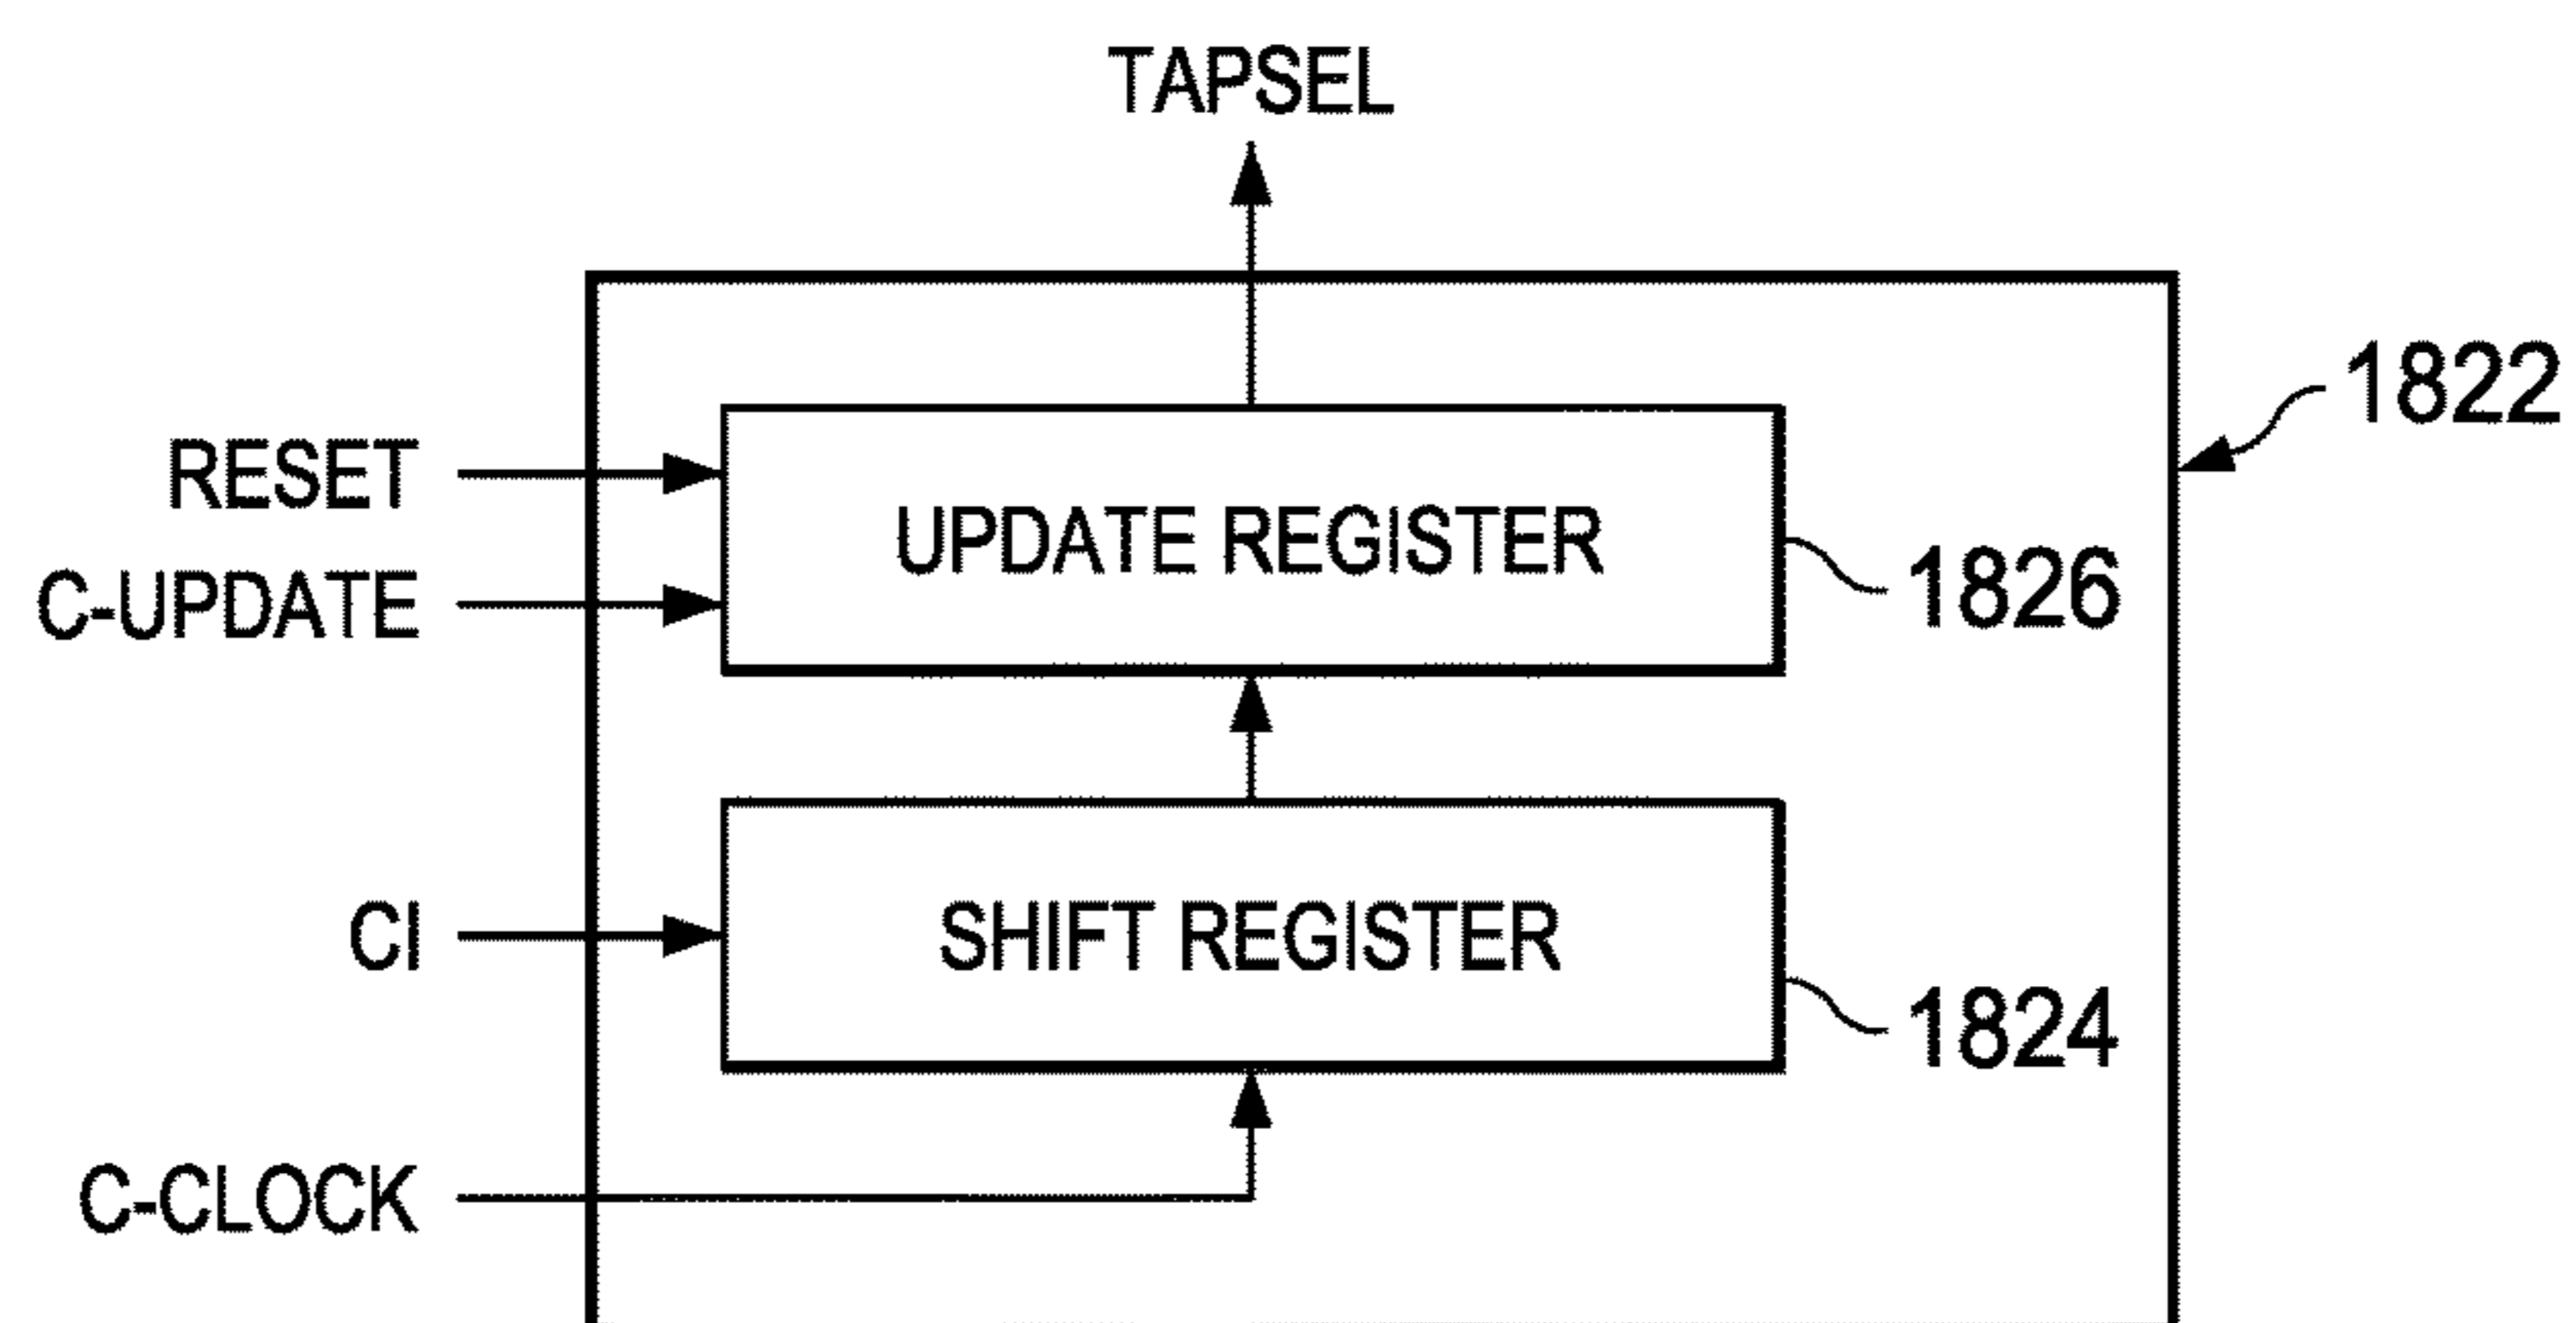 TAPSEL
1822
RESET
UPDATE REGISTER
C-UPDATE
1826
CI
SHIFT REGISTER
1824
C-CLOCK